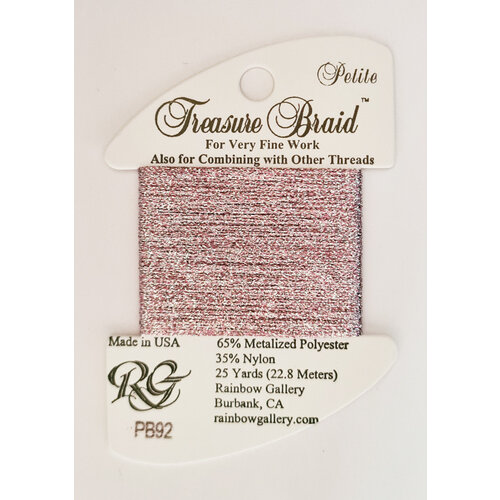 Petite
Treasure Braid™
For Very Fine Work
Also for Combining with Other Threads
Made in USA
RG
PB92
65% Metalized Polyester
35% Nylon
25 Yards (22.8 Meters)
Rainbow Gallery
Burbank, CA
rainbowgallery.com